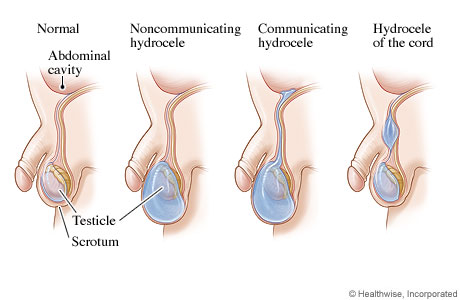 Normal
Abdominal
cavity
Noncommunicating
hydrocele
Communicating
hydrocele
Hydrocele
of the cord
Testicle
Scrotum
© Healthwise, Incorporated